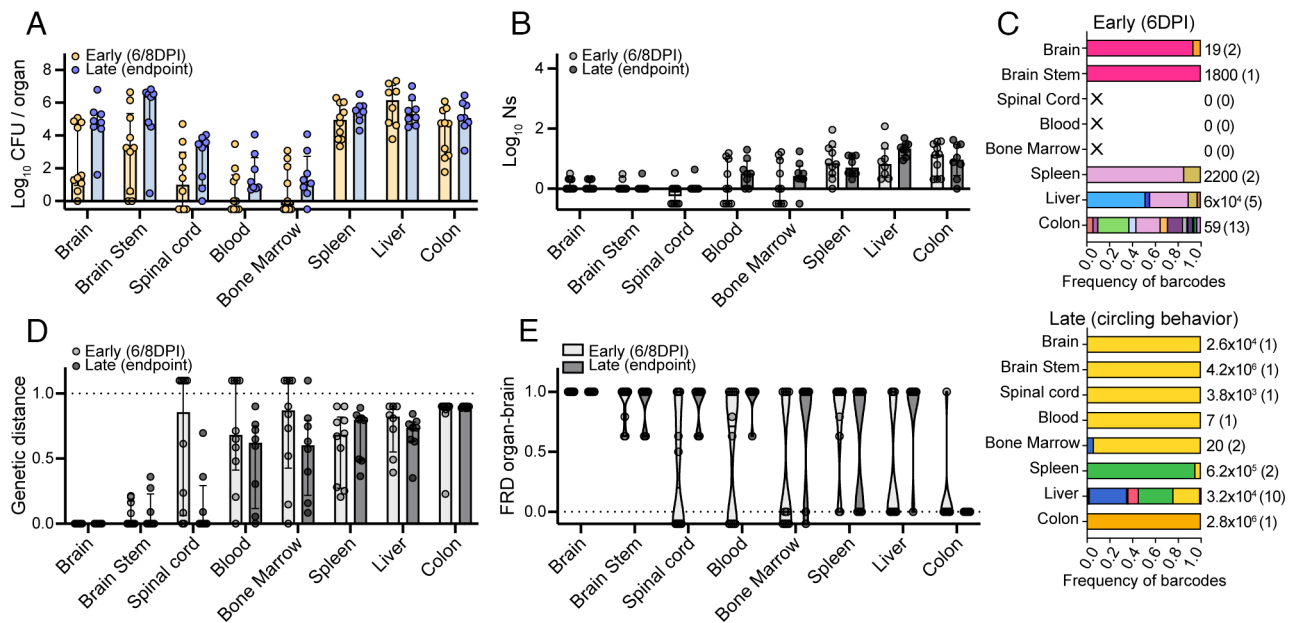 A
Early (6/8DPI)
Late (endpoint)
Log₁₀ CFU / organ
8
6
4
2
0
Brain
Brain Stem
Spinal cord
Blood
Bone Marrow
Spleen
Liver
Colon
B
Early (6/8DPI)
Late (endpoint)
Log₁₀ Ns
4
2
0
Brain
Brain Stem
Spinal cord
Blood
Bone Marrow
Spleen
Liver
Colon
C
Early (6DPI)
Brain 19 (2)
Brain Stem 1800 (1)
Spinal Cord 0 (0)
Blood 0 (0)
Bone Marrow 0 (0)
Spleen 2200 (2)
Liver 6x10⁴ (5)
Colon 59 (13)
0.0 0.2 0.4 0.6 0.8 1.0
Frequency of barcodes
Late (circling behavior)
Brain 2.6x10⁴ (1)
Brain Stem 4.2x10⁶ (1)
Spinal cord 3.8x10³ (1)
Blood 7 (1)
Bone Marrow 20 (2)
Spleen 6.2x10⁵ (2)
Liver 3.2x10⁴ (10)
Colon 2.8x10⁶ (1)
0.0 0.2 0.4 0.6 0.8 1.0
Frequency of barcodes
D
Early (6/8DPI)
Late (endpoint)
Genetic distance
1.0
0.5
0.0
Brain
Brain Stem
Spinal cord
Blood
Bone Marrow
Spleen
Liver
Colon
E
Early (6/8DPI)
Late (endpoint)
FRD organ-brain
1.0
0.5
0.0
Brain
Brain Stem
Spinal cord
Blood
Bone Marrow
Spleen
Liver
Colon